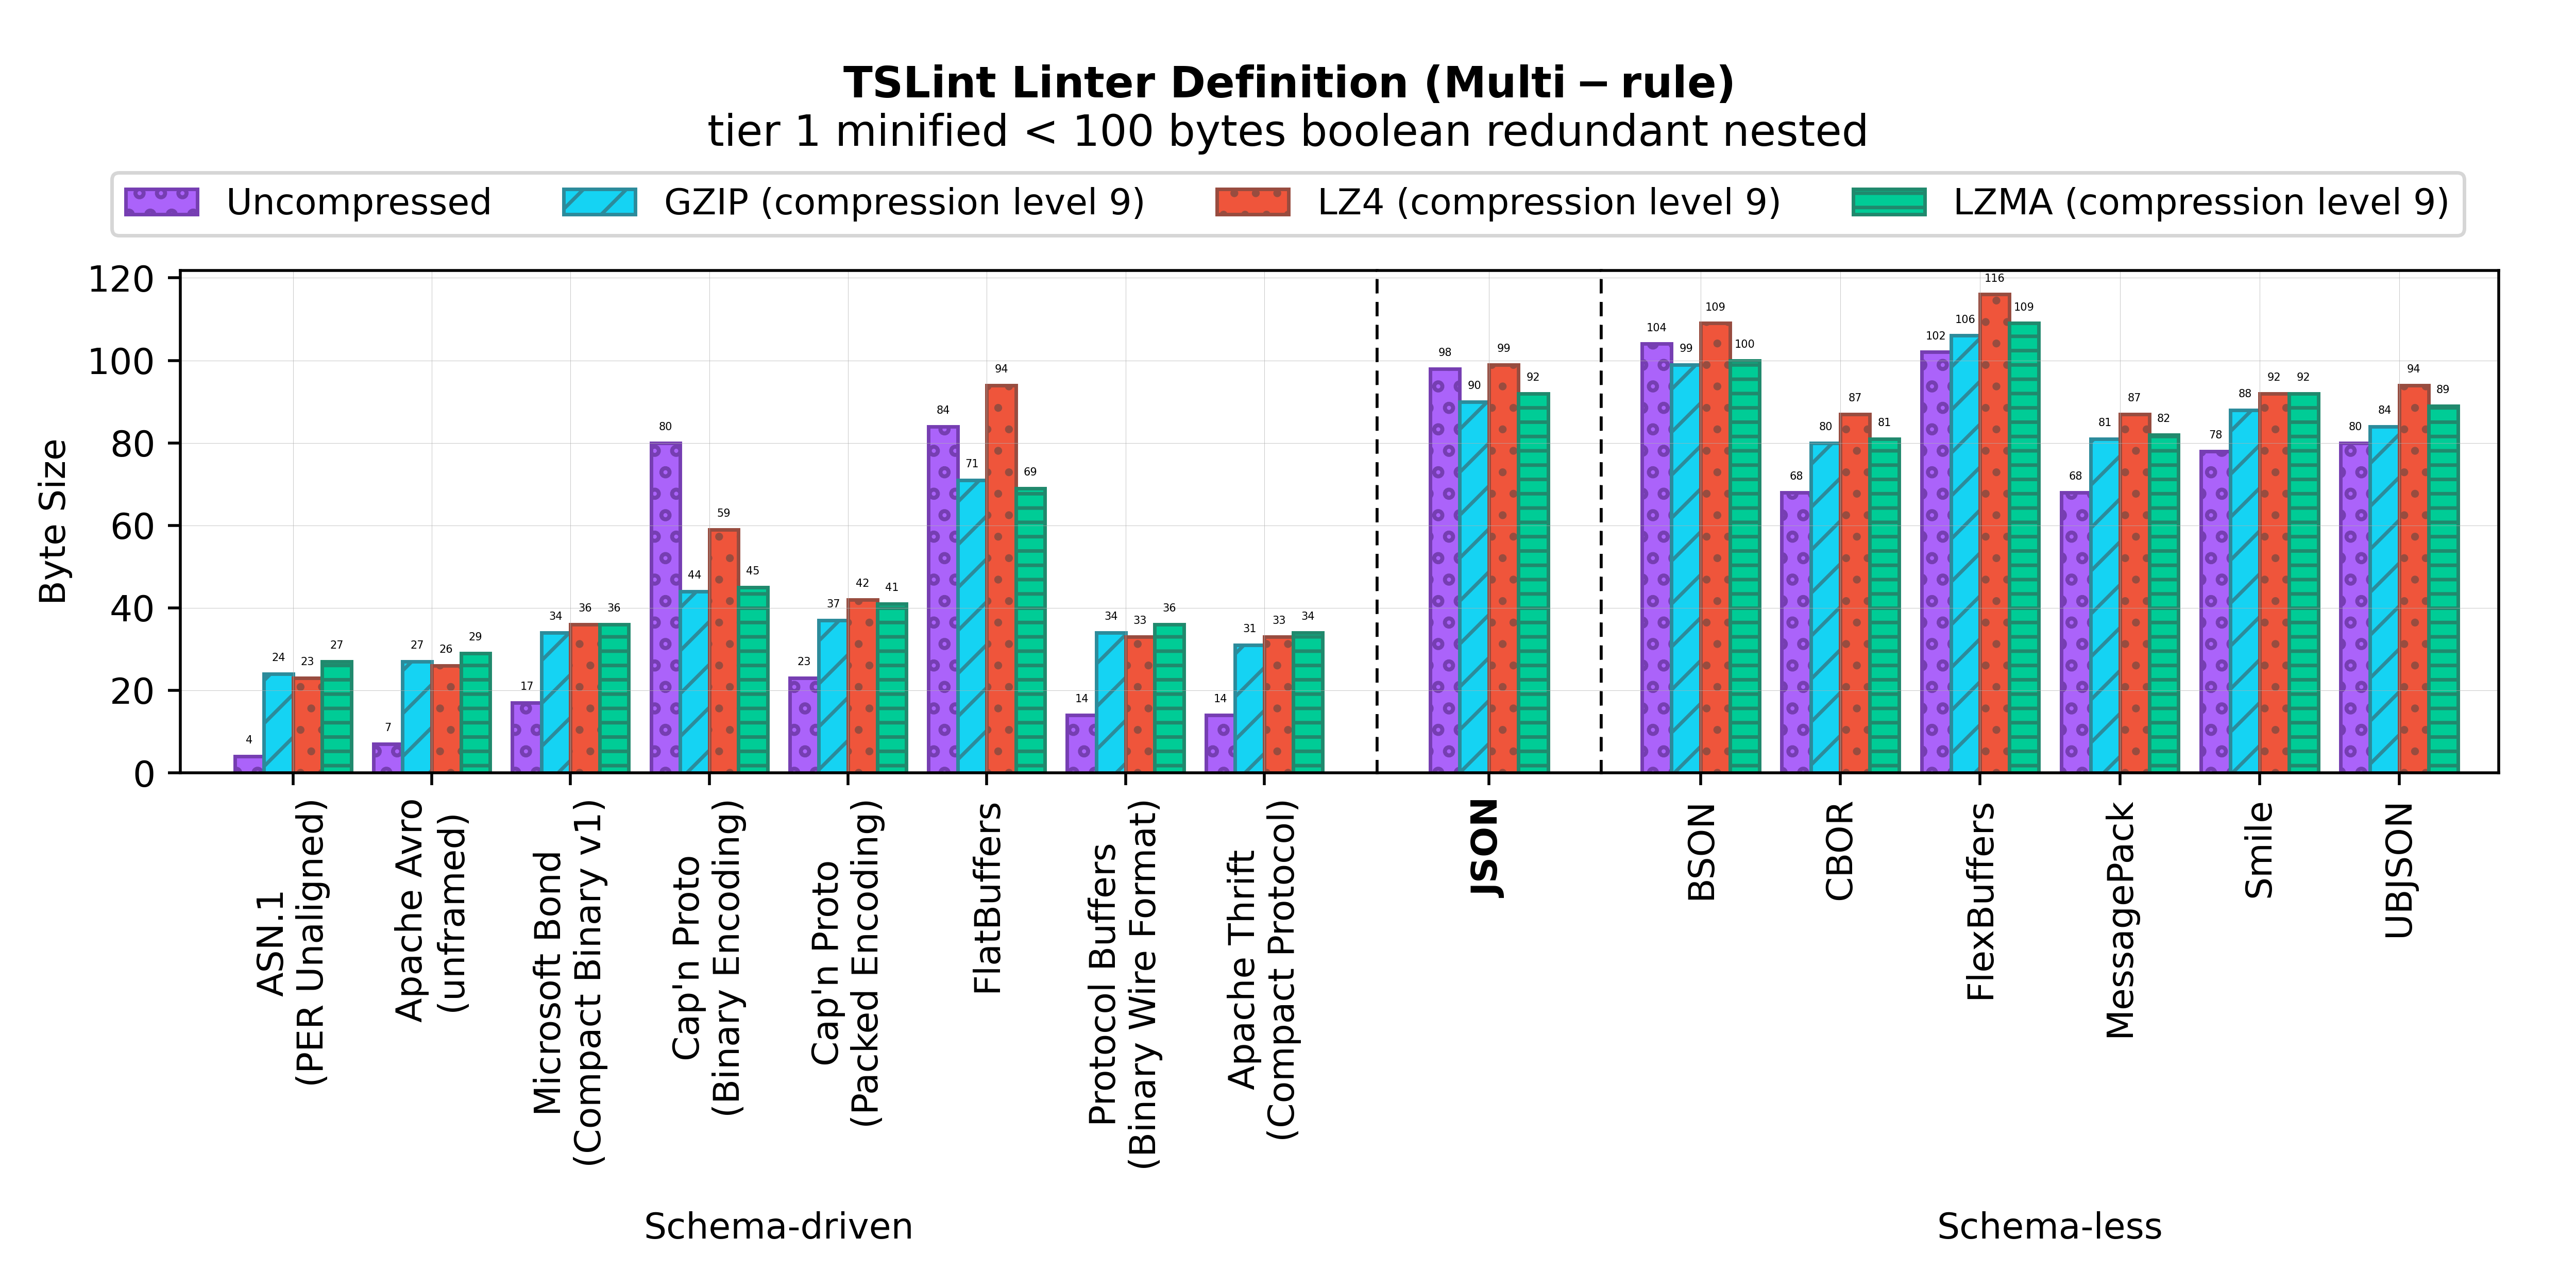 TSLint Linter Definition (Multi − rule)
tier 1 minified < 100 bytes boolean redundant nested
Uncompressed
GZIP (compression level 9)
LZ4 (compression level 9)
LZMA (compression level 9)
Byte Size
120
100
80
60
40
20
0
4
24
23
27
7
27
26
29
17
34
36
36
80
44
59
45
23
37
42
41
84
71
94
69
14
34
33
36
14
31
33
34
98
90
99
92
104
99
109
100
68
80
87
81
102
106
116
109
68
81
87
82
78
88
92
92
80
84
94
89
ASN.1
(PER Unaligned)
Apache Avro
(unframed)
Microsoft Bond
(Compact Binary v1)
Cap'n Proto
(Binary Encoding)
Cap'n Proto
(Packed Encoding)
FlatBuffers
Protocol Buffers
(Binary Wire Format)
Apache Thrift
(Compact Protocol)
JSON
BSON
CBOR
FlexBuffers
MessagePack
Smile
UBJSON
Schema-driven
Schema-less